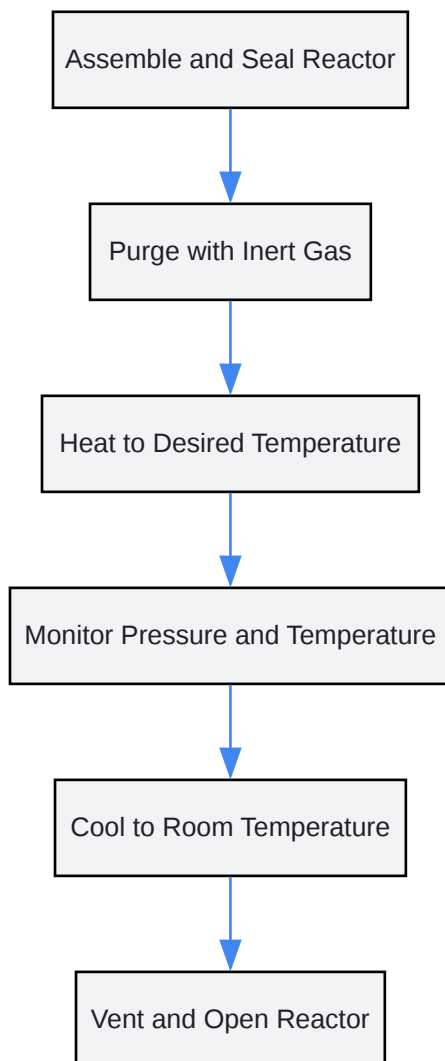 Assemble and Seal Reactor
Purge with Inert Gas
Heat to Desired Temperature
Monitor Pressure and Temperature
Cool to Room Temperature
Vent and Open Reactor